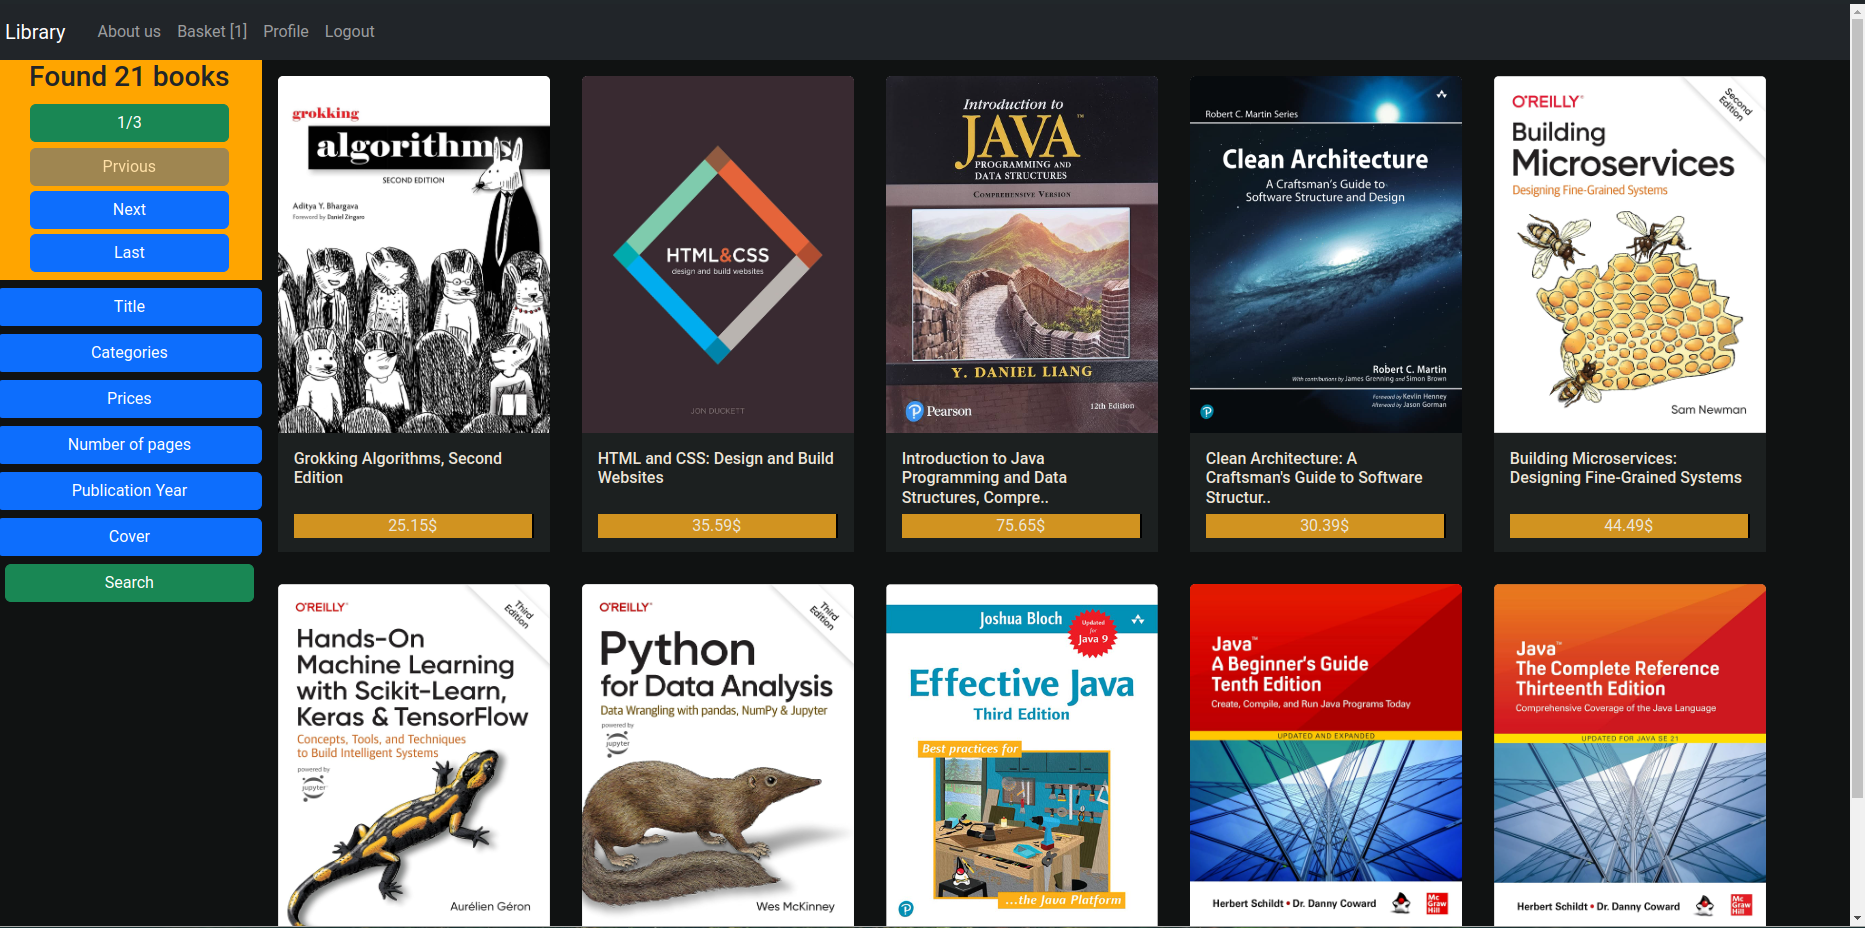 Library
About us
Basket [1]
Profile
Logout
Found 21 books
1/3
Prvious
Next
Last
Title
Categories
Prices
Number of pages
Publication Year
Cover
Search
grokking
algorithms
SECOND EDITION
Aditya Y. Bhargava
Foreword by Daniel Zingaro
Grokking Algorithms, Second
Edition
25.15$
HTML&CSS
design and build websites
JON DUCKETT
HTML and CSS: Design and Build
Websites
35.59$
Introduction to
JAVA™
PROGRAMMING AND
DATA STRUCTURES
COMPREHENSIVE VERSION
Y. DANIEL LIANG
Pearson
12th Edition
Introduction to Java
Programming and Data
Structures, Compre..
75.65$
Robert C. Martin Series
Clean Architecture
A Craftsman's Guide to
Software Structure and Design
Robert C. Martin
With contributions by James Grenning and Simon Brown
Foreword by Kevlin Henney
Afterword by Jason Gorman
Clean Architecture: A
Craftsman's Guide to Software
Structur..
30.39$
O'REILLY®
Second
Edition
Building
Microservices
Designing Fine-Grained Systems
Sam Newman
Building Microservices:
Designing Fine-Grained Systems
44.49$
O'REILLY®
Third
Edition
Hands-On
Machine Learning
with Scikit-Learn,
Keras & TensorFlow
Concepts, Tools, and Techniques
to Build Intelligent Systems
powered by
jupyter
Aurélien Géron
O'REILLY®
Third
Edition
Python
for Data Analysis
Data Wrangling with pandas, NumPy & Jupyter
powered by
jupyter
Wes McKinney
Joshua Bloch
Updated
for
Java 9
Effective Java
Third Edition
Best practices for
...the Java Platform
Java™
A Beginner's Guide
Tenth Edition
Create, Compile, and Run Java Programs Today
UPDATED AND EXPANDED
Herbert Schildt • Dr. Danny Coward
Mc
Graw
Hill
Java™
The Complete Reference
Thirteenth Edition
Comprehensive Coverage of the Java Language
UPDATED FOR JAVA SE 21
Herbert Schildt • Dr. Danny Coward
Mc
Graw
Hill